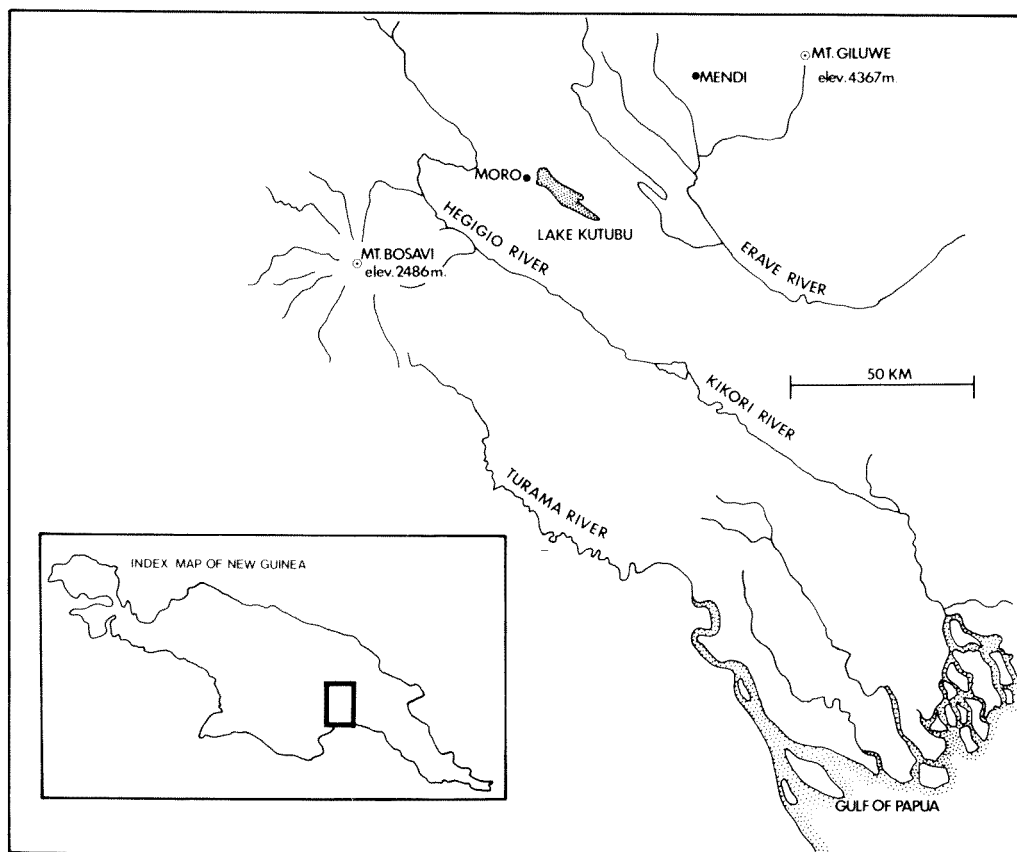 MT. GILUWE
elev. 4367m.
MENDI
MORO
LAKE KUTUBU
HEGIGIO RIVER
MT. BOSAVI
elev. 2486m.
ERAVE RIVER
50 KM
KIKORI RIVER
TURAMA RIVER
INDEX MAP OF NEW GUINEA
GULF OF PAPUA